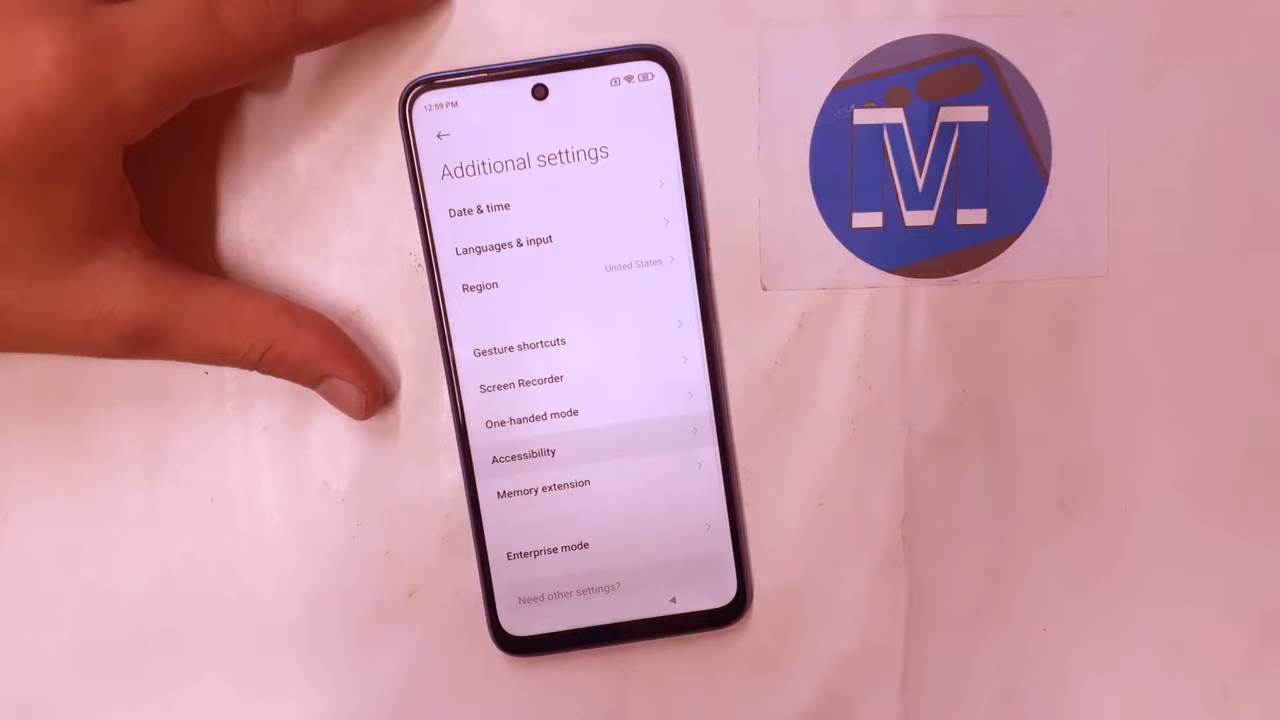 12:59 PM
Additional settings
Date & time
Languages & input
Region
United States
Gesture shortcuts
Screen Recorder
One-handed mode
Accessibility
Memory extension
Enterprise mode
Need other settings?
M